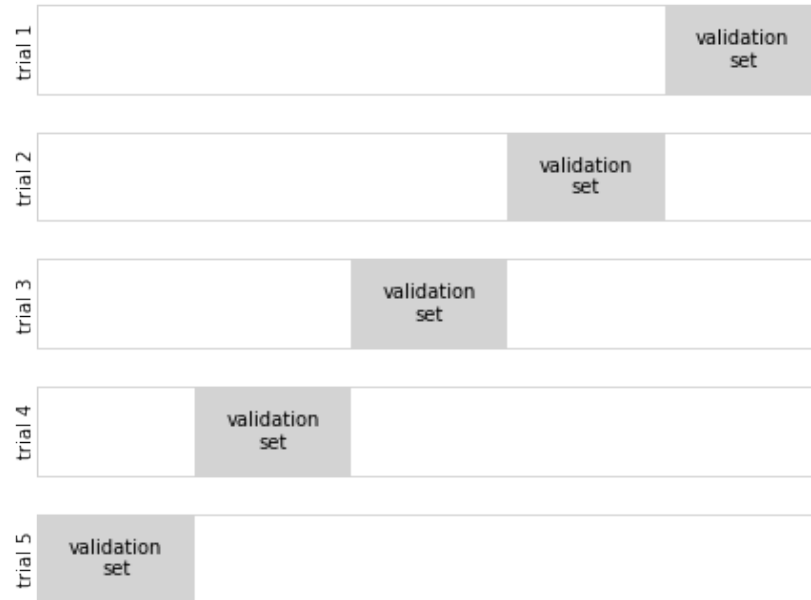 trial 1
validation
set
trial 2
validation
set
trial 3
validation
set
trial 4
validation
set
trial 5
validation
set